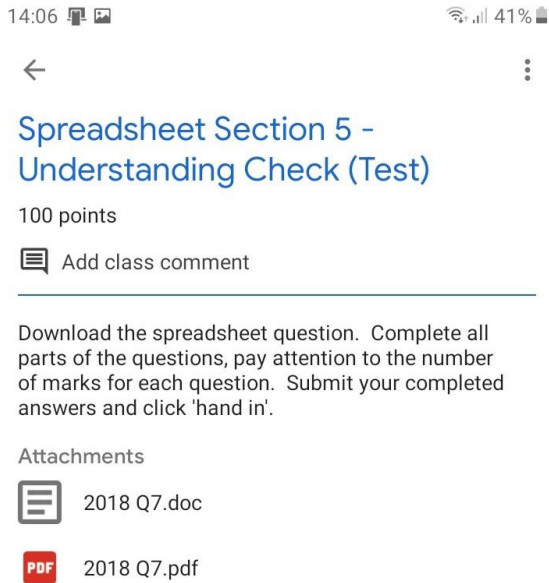 14:06 41%
Spreadsheet Section 5 -
Understanding Check (Test)
100 points
Add class comment
Download the spreadsheet question.  Complete all
parts of the questions, pay attention to the number
of marks for each question.  Submit your completed
answers and click 'hand in'.
Attachments
2018 Q7.doc
PDF 2018 Q7.pdf